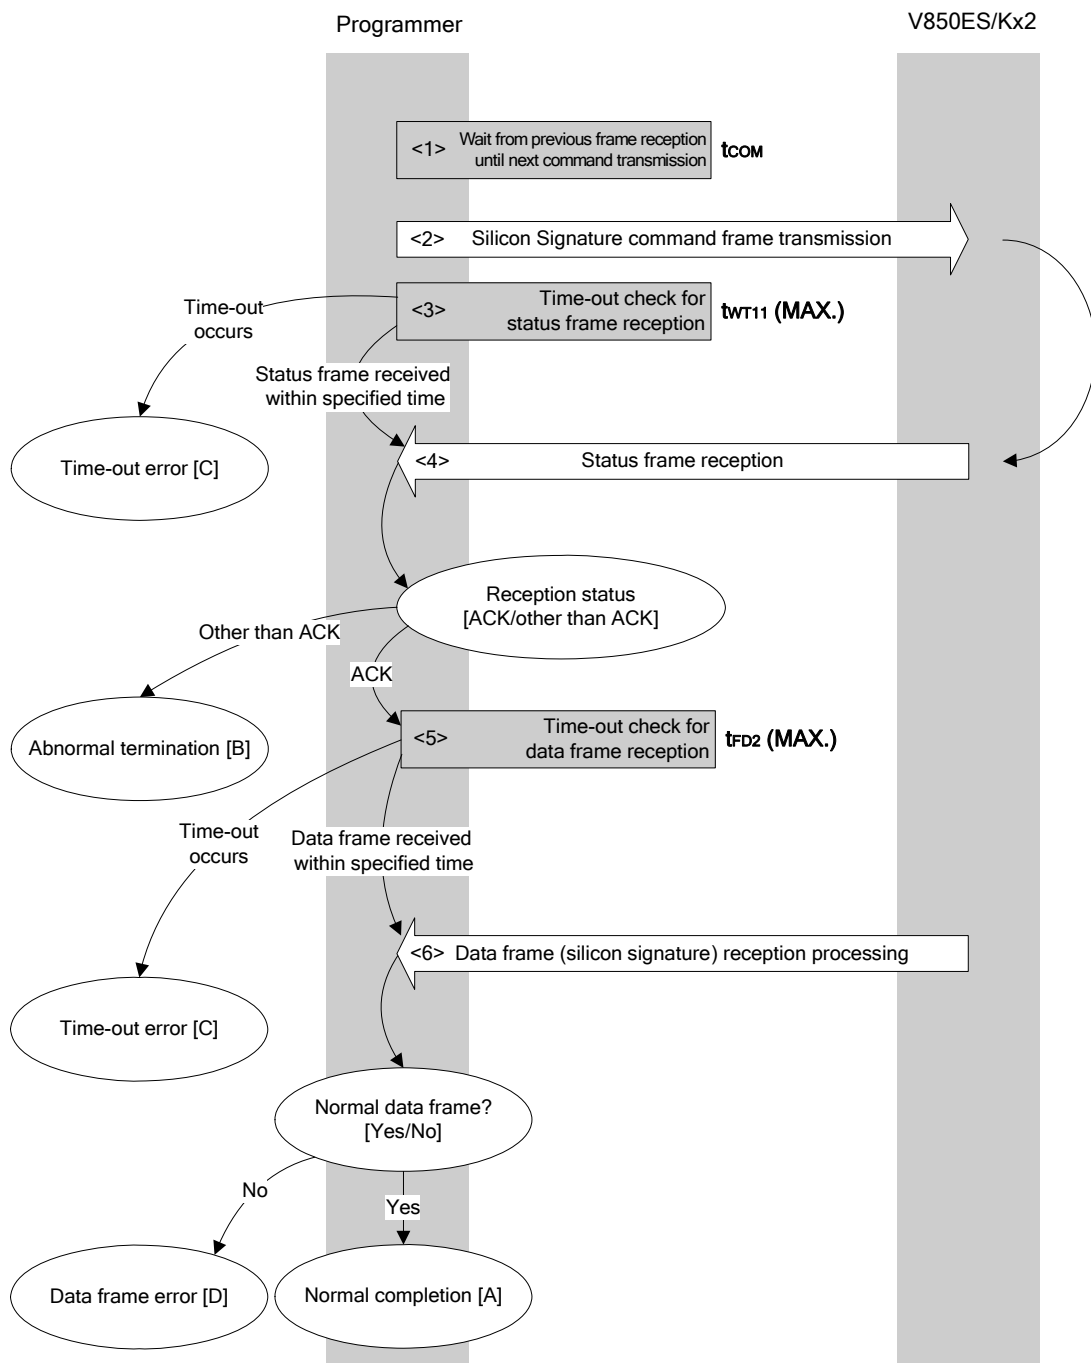 Programmer
V850ES/Kx2
<1> Wait from previous frame reception
until next command transmission
tCOM
<2> Silicon Signature command frame transmission
<3> Time-out check for
status frame reception
tWT11 (MAX.)
Time-out
occurs
Status frame received
within specified time
Time-out error [C]
<4> Status frame reception
Reception status
[ACK/other than ACK]
Other than ACK
ACK
Abnormal termination [B]
<5> Time-out check for
data frame reception
tFD2 (MAX.)
Time-out
occurs
Data frame received
within specified time
<6> Data frame (silicon signature) reception processing
Time-out error [C]
Normal data frame?
[Yes/No]
No
Yes
Data frame error [D]
Normal completion [A]